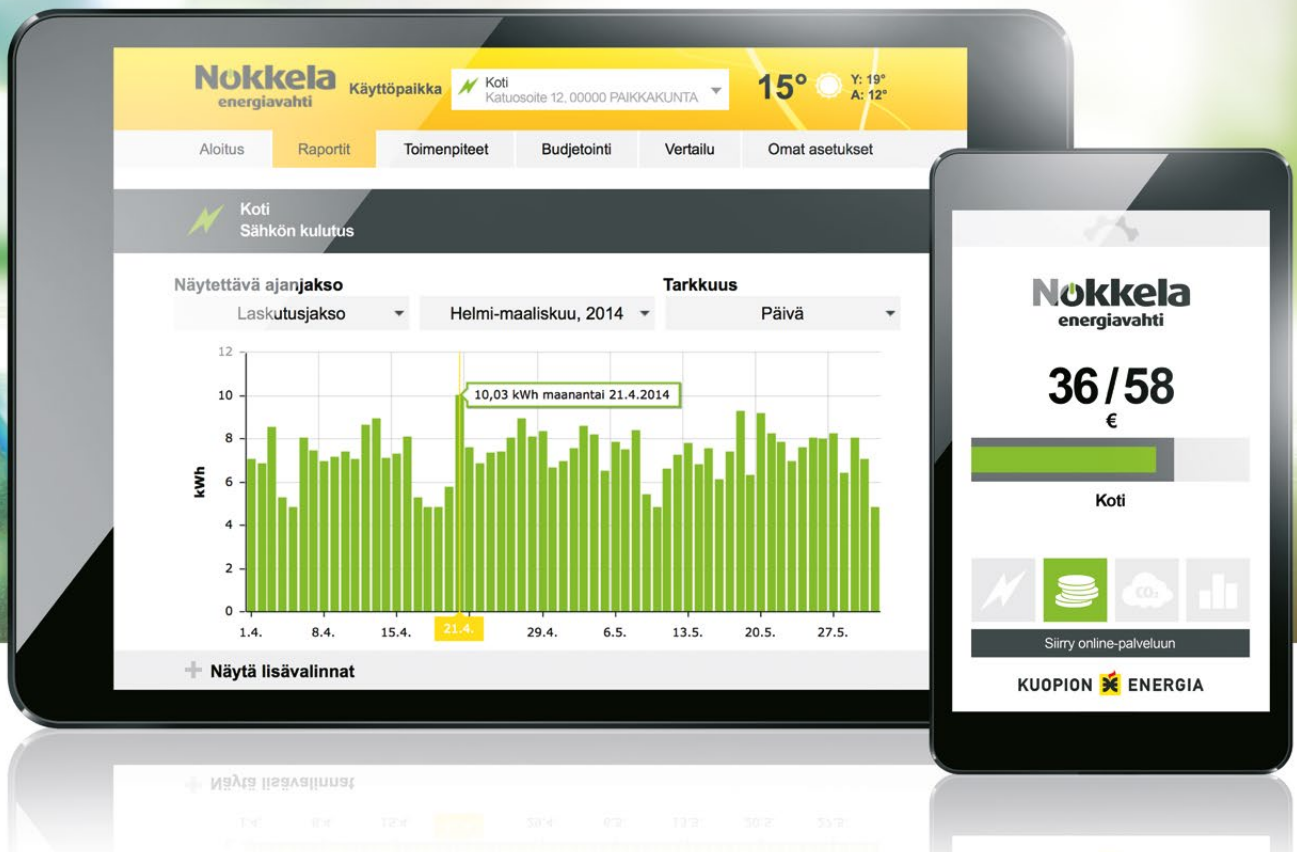 Nokkela
energiavahti
Käyttöpaikka
Koti
Katuosoite 12, 00000 PAIKKAKUNTA
15°
Y: 19°
A: 12°
Aloitus
Raportit
Toimenpiteet
Budjetointi
Vertailu
Omat asetukset
Koti
Sähkön kulutus
Näytettävä ajanjakso
Tarkkuus
Laskutusjakso
Helmi-maaliskuu, 2014
Päivä
12
10
8
6
4
2
0
kWh
10,03 kWh maanantai 21.4.2014
1.4.
8.4.
15.4.
21.4.
29.4.
6.5.
13.5.
20.5.
27.5.
Näytä lisävalinnat
Nokkela
energiavahti
36/58
€
Koti
CO₂
Siirry online-palveluun
KUOPION ENERGIA